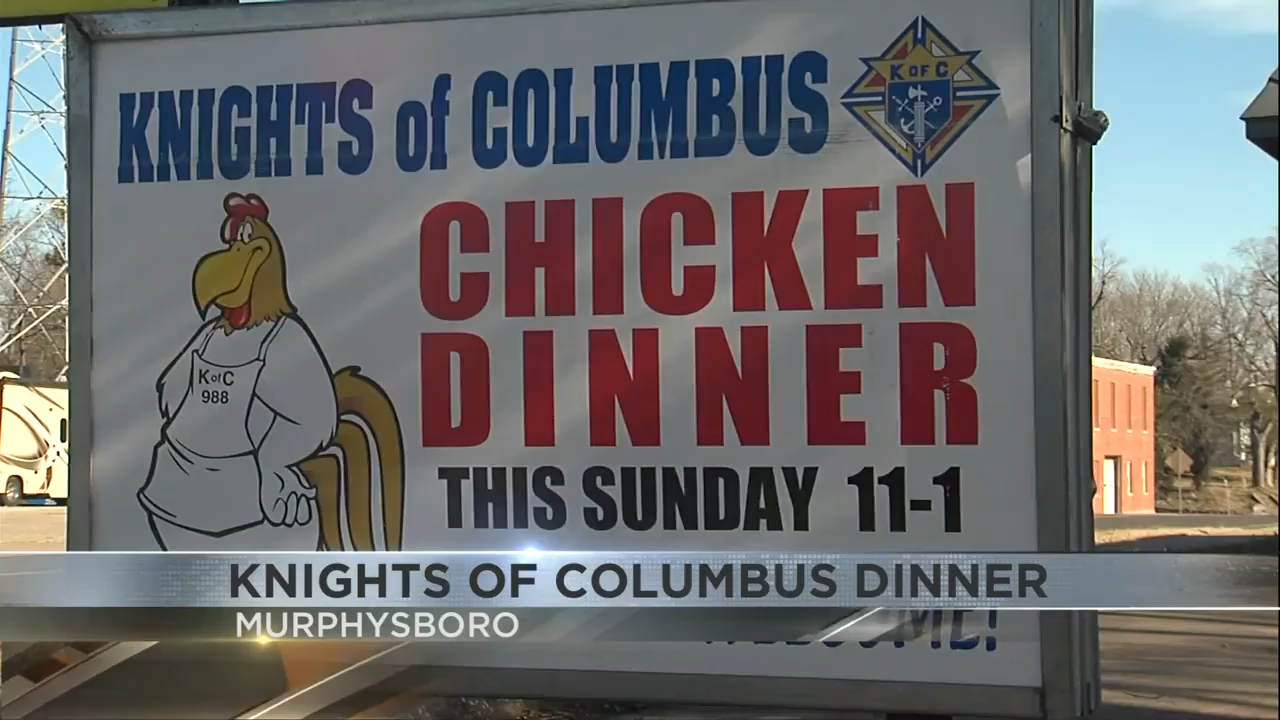 KNIGHTS of COLUMBUS
K OF C
CHICKEN
DINNER
K of C
988
THIS SUNDAY 11-1
KNIGHTS OF COLUMBUS DINNER
MURPHYSBORO